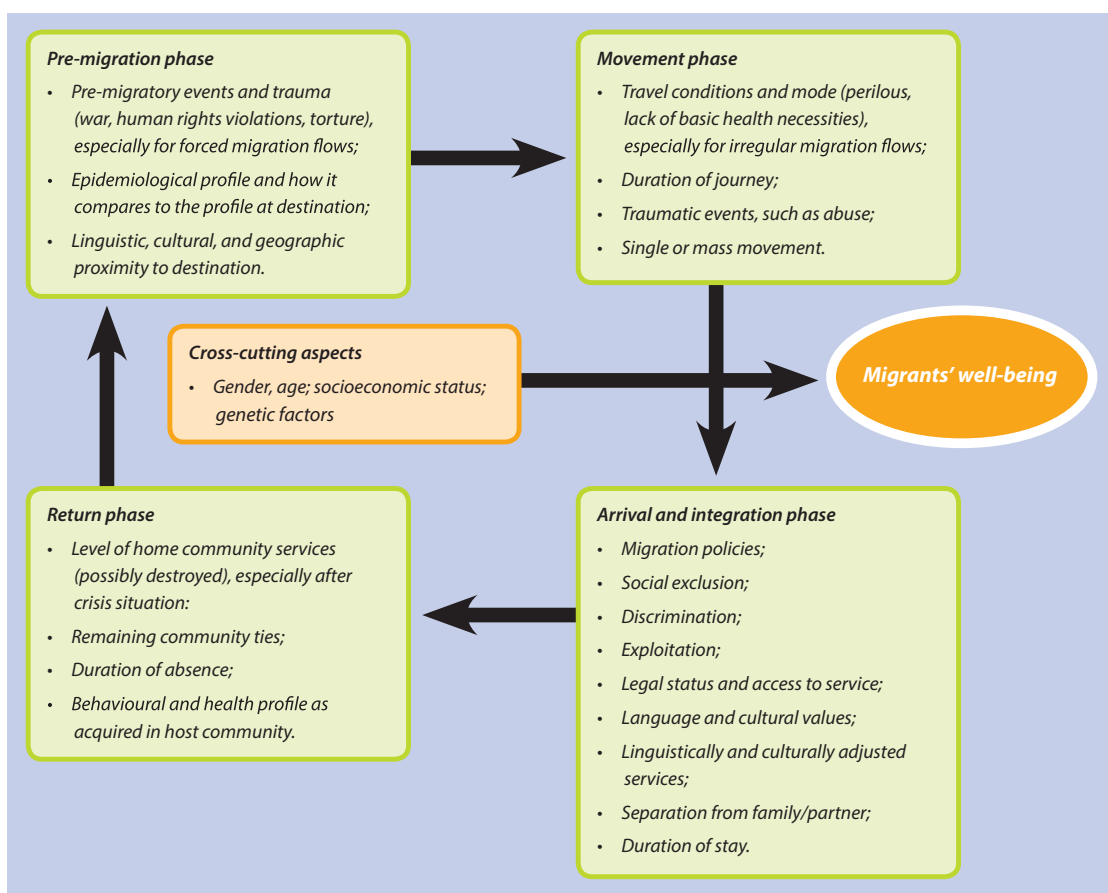 Pre-migration phase
• Pre-migratory events and trauma
(war, human rights violations, torture),
especially for forced migration flows;
• Epidemiological profile and how it
compares to the profile at destination;
• Linguistic, cultural, and geographic
proximity to destination.
Movement phase
• Travel conditions and mode (perilous,
lack of basic health necessities),
especially for irregular migration flows;
• Duration of journey;
• Traumatic events, such as abuse;
• Single or mass movement.
Cross-cutting aspects
• Gender, age; socioeconomic status;
genetic factors
Migrants’ well-being
Return phase
• Level of home community services
(possibly destroyed), especially after
crisis situation:
• Remaining community ties;
• Duration of absence;
• Behavioural and health profile as
acquired in host community.
Arrival and integration phase
• Migration policies;
• Social exclusion;
• Discrimination;
• Exploitation;
• Legal status and access to service;
• Language and cultural values;
• Linguistically and culturally adjusted
services;
• Separation from family/partner;
• Duration of stay.